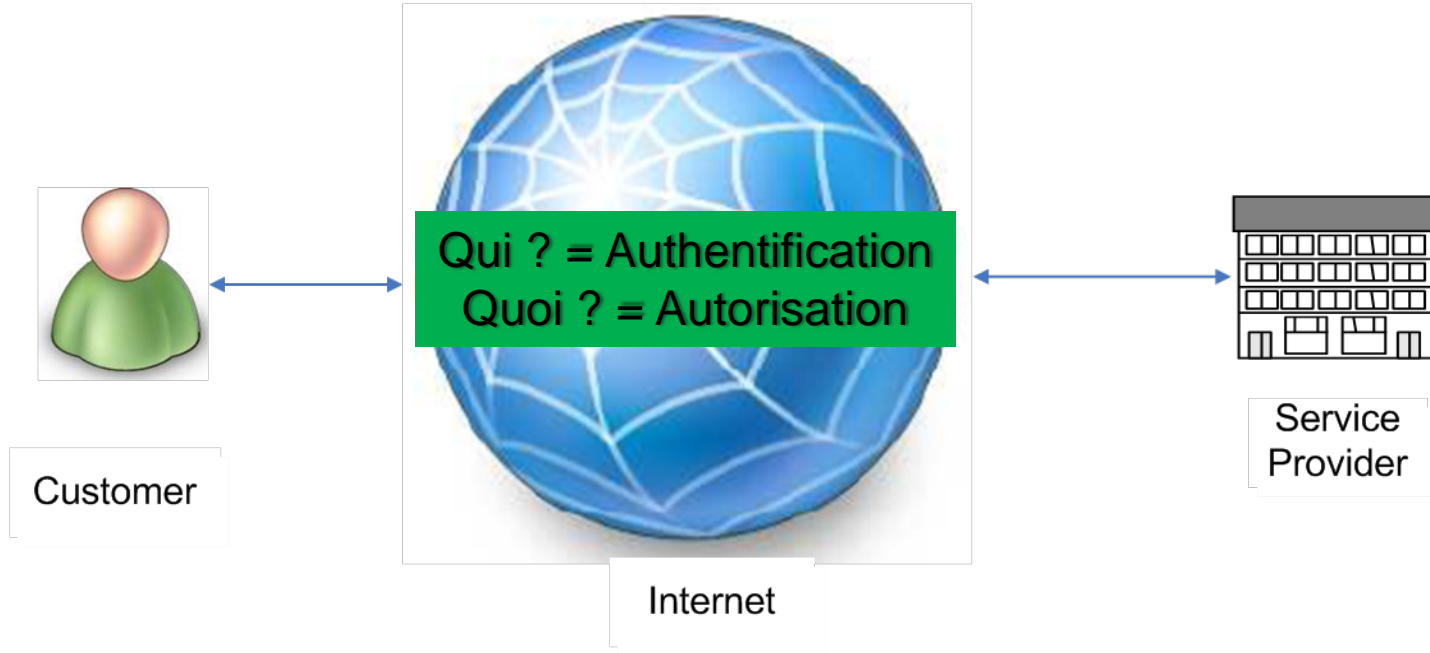 Qui ? = Authentification
Quoi ? = Autorisation
Customer
Service
Provider
Internet